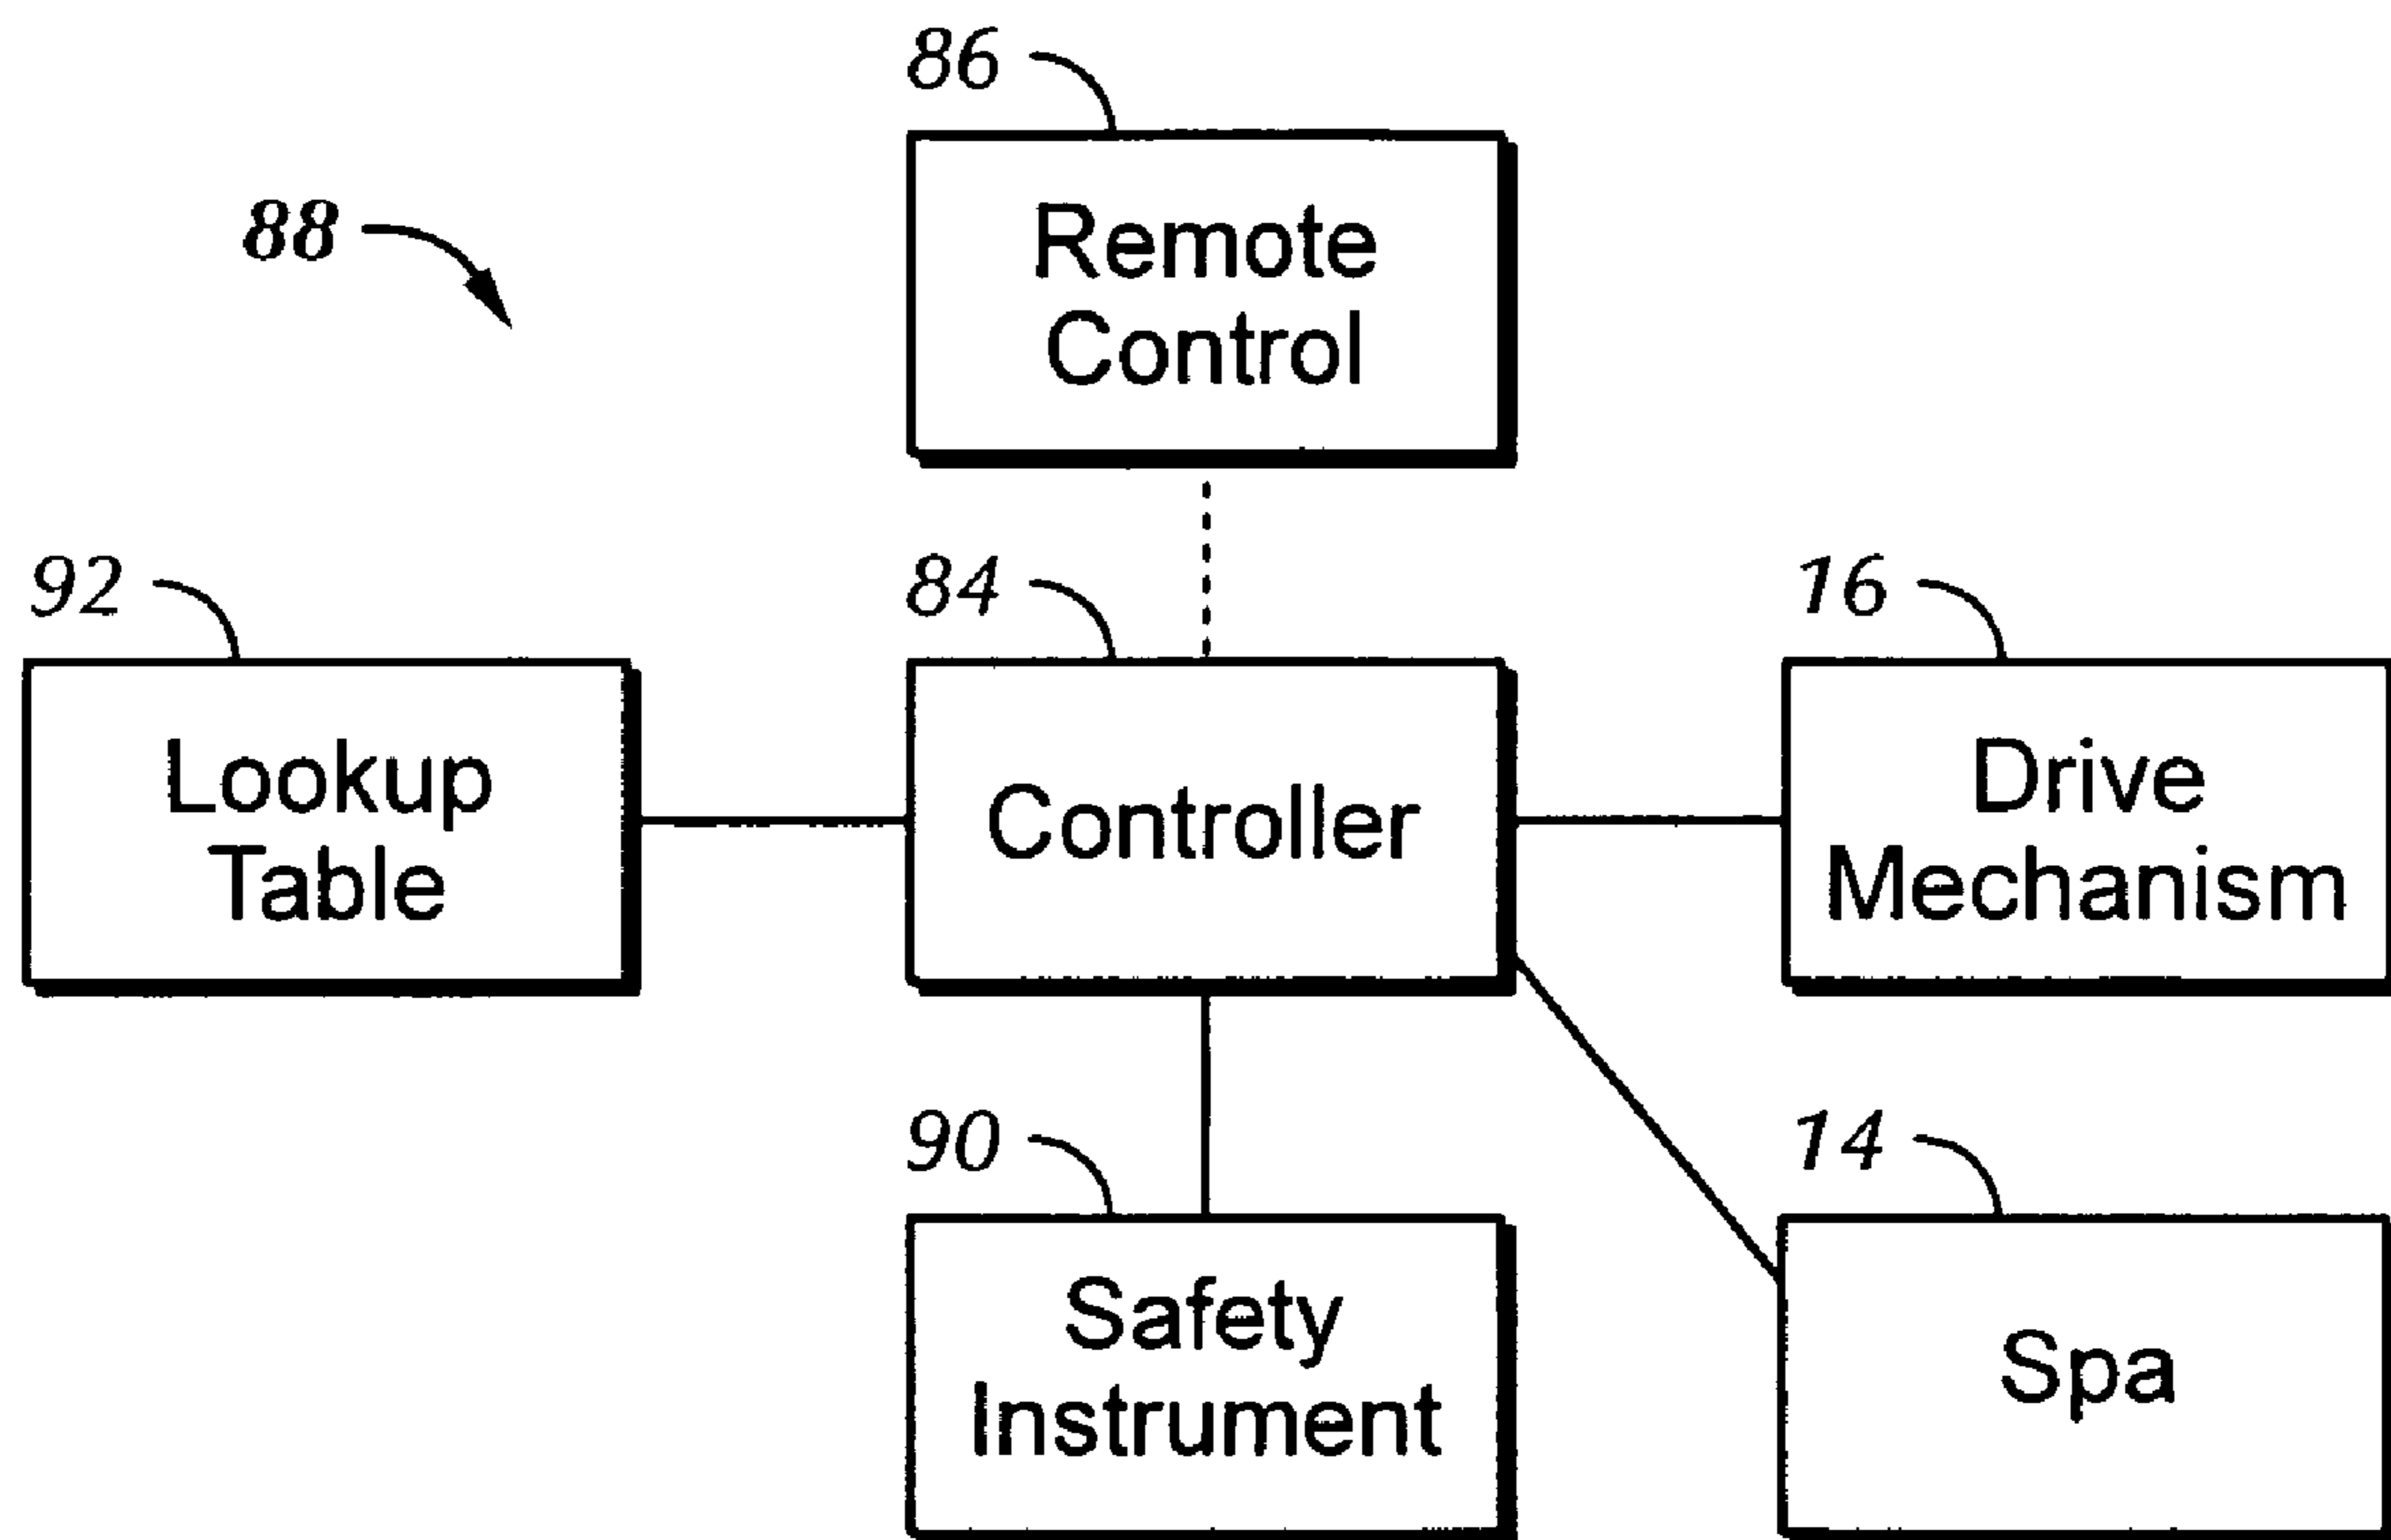 86
88
Remote
Control
92
84
16
Lookup
Table
Controller
Drive
Mechanism
90
14
Safety
Instrument
Spa